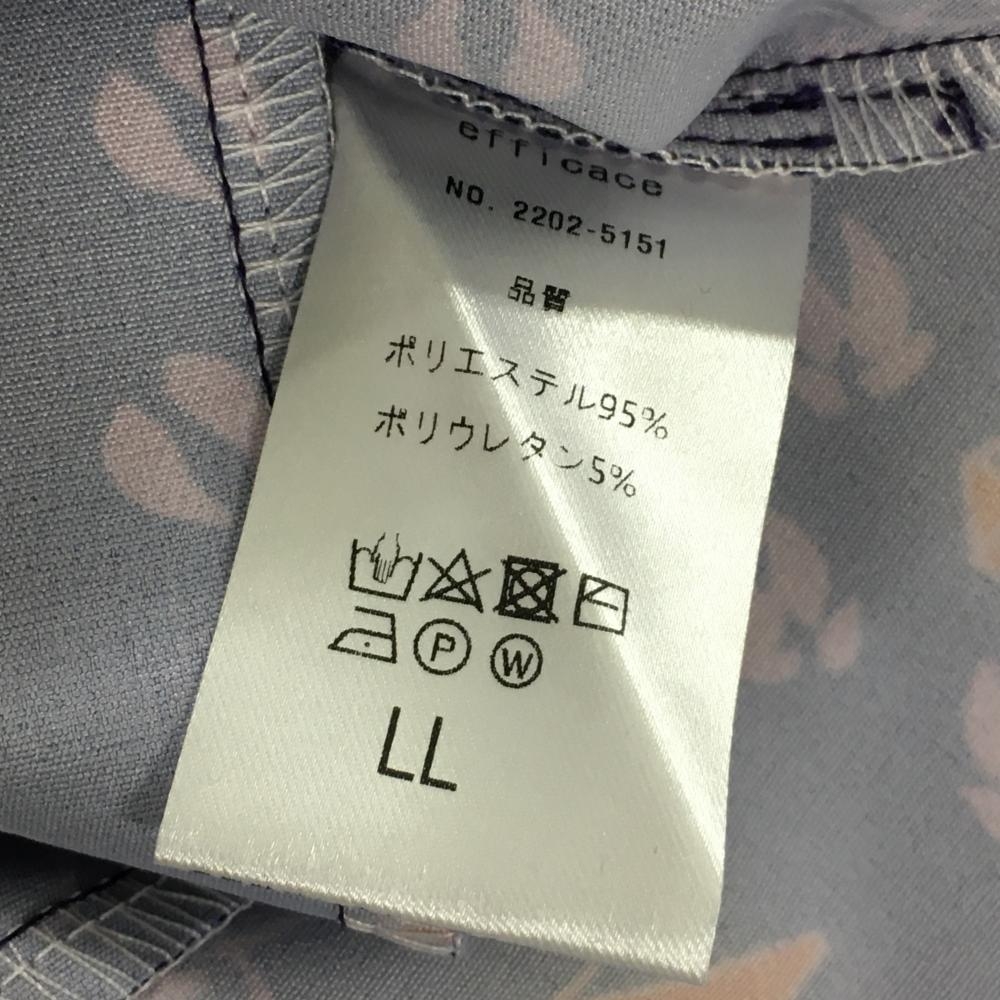 efficace
NO. 2202-5151
品質
ポリエステル95%
ポリウレタン5%
P W
LL